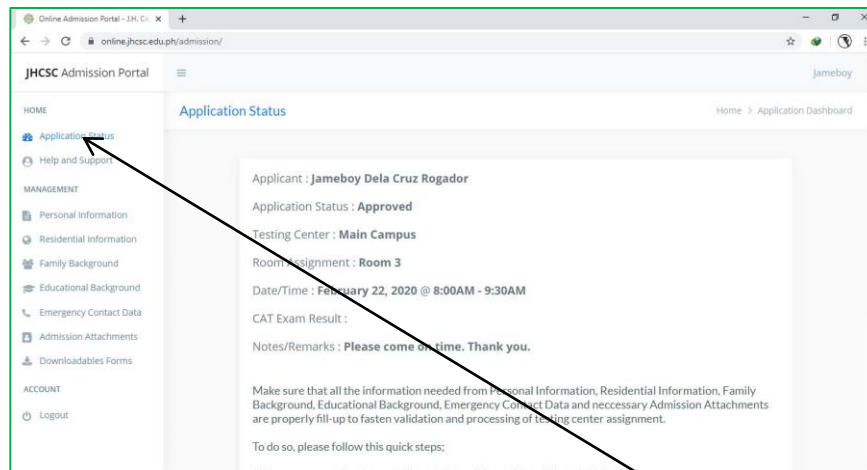 Online Admission Portal - J.H. Ce
online.jhcsc.edu.ph/admission/
JHCSC Admission Portal
Jameboy
HOME
Application Status
Help and Support
MANAGEMENT
Personal Information
Residential Information
Family Background
Educational Background
Emergency Contact Data
Admission Attachments
Downloadables Forms
ACCOUNT
Logout
Application Status
Home > Application Dashboard
Applicant : Jameboy Dela Cruz Rogador
Application Status : Approved
Testing Center : Main Campus
Room Assignment : Room 3
Date/Time : February 22, 2020 @ 8:00AM - 9:30AM
CAT Exam Result :
Notes/Remarks : Please come on time. Thank you.
Make sure that all the information needed from Personal Information, Residential Information, Family
Background, Educational Background, Emergency Contact Data and neccessary Admission Attachments
are properly fill-up to fasten validation and processing of testing center assignment.
To do so, please follow this quick steps;